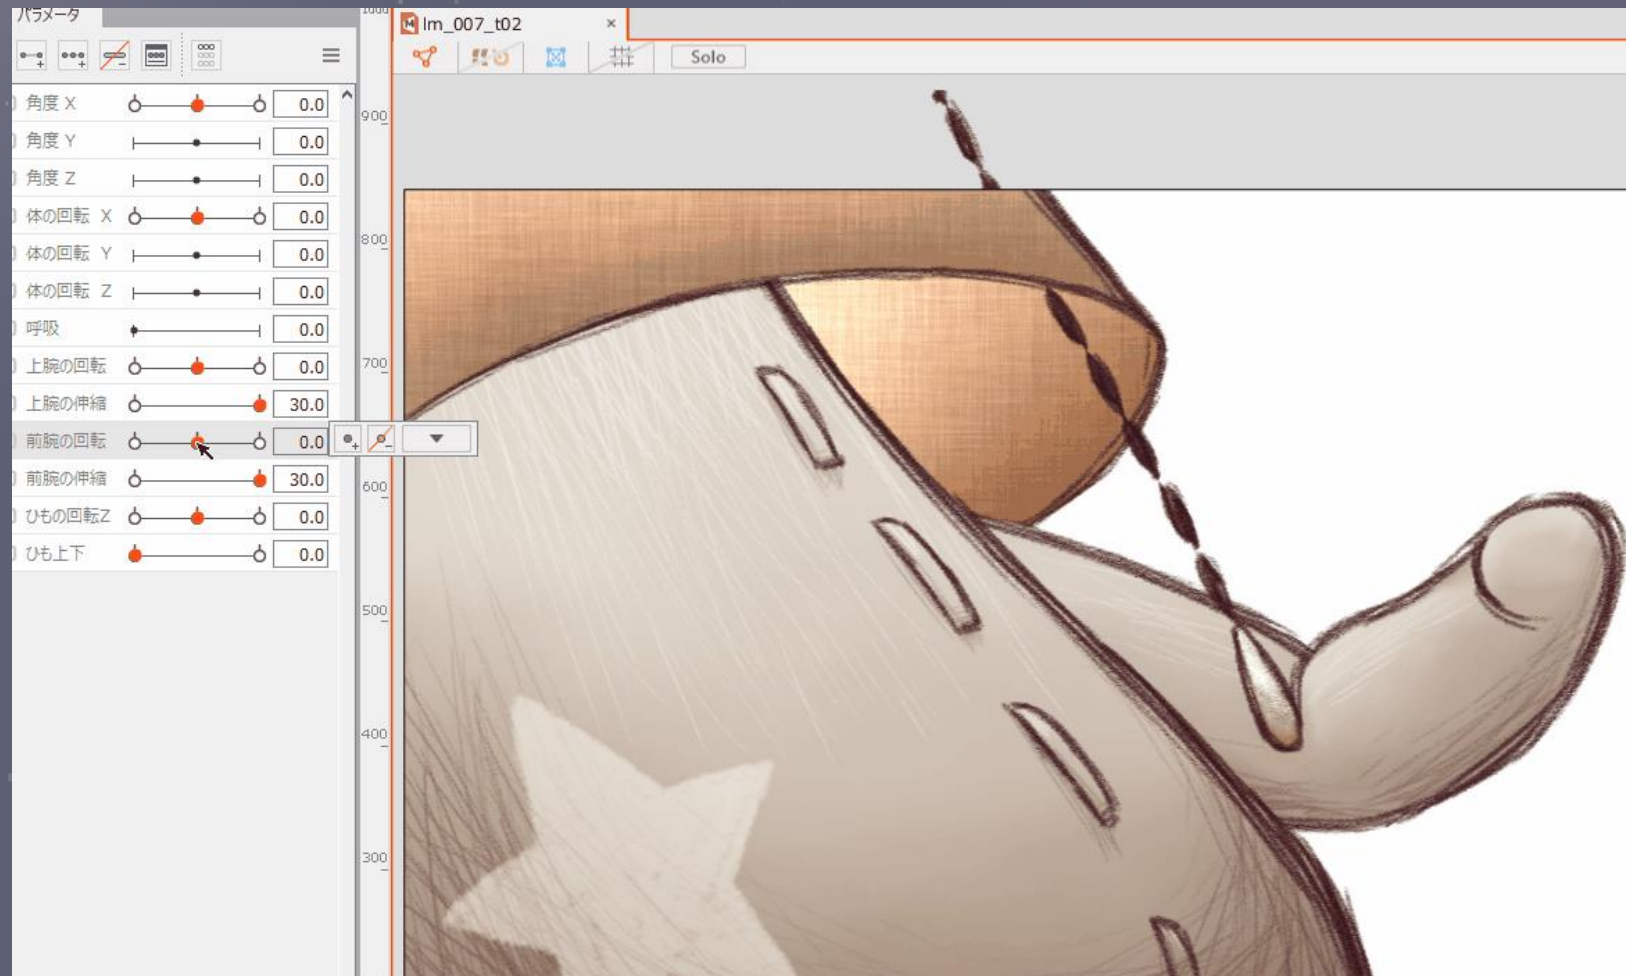 パラメータ
lm_007_t02
Solo
角度 X 0.0
角度 Y 0.0
角度 Z 0.0
体の回転 X 0.0
体の回転 Y 0.0
体の回転 Z 0.0
呼吸 0.0
上腕の回転 0.0
上腕の伸縮 30.0
前腕の回転 0.0
前腕の伸縮 30.0
ひもの回転Z 0.0
ひも上下 0.0
1000
900
800
700
600
500
400
300